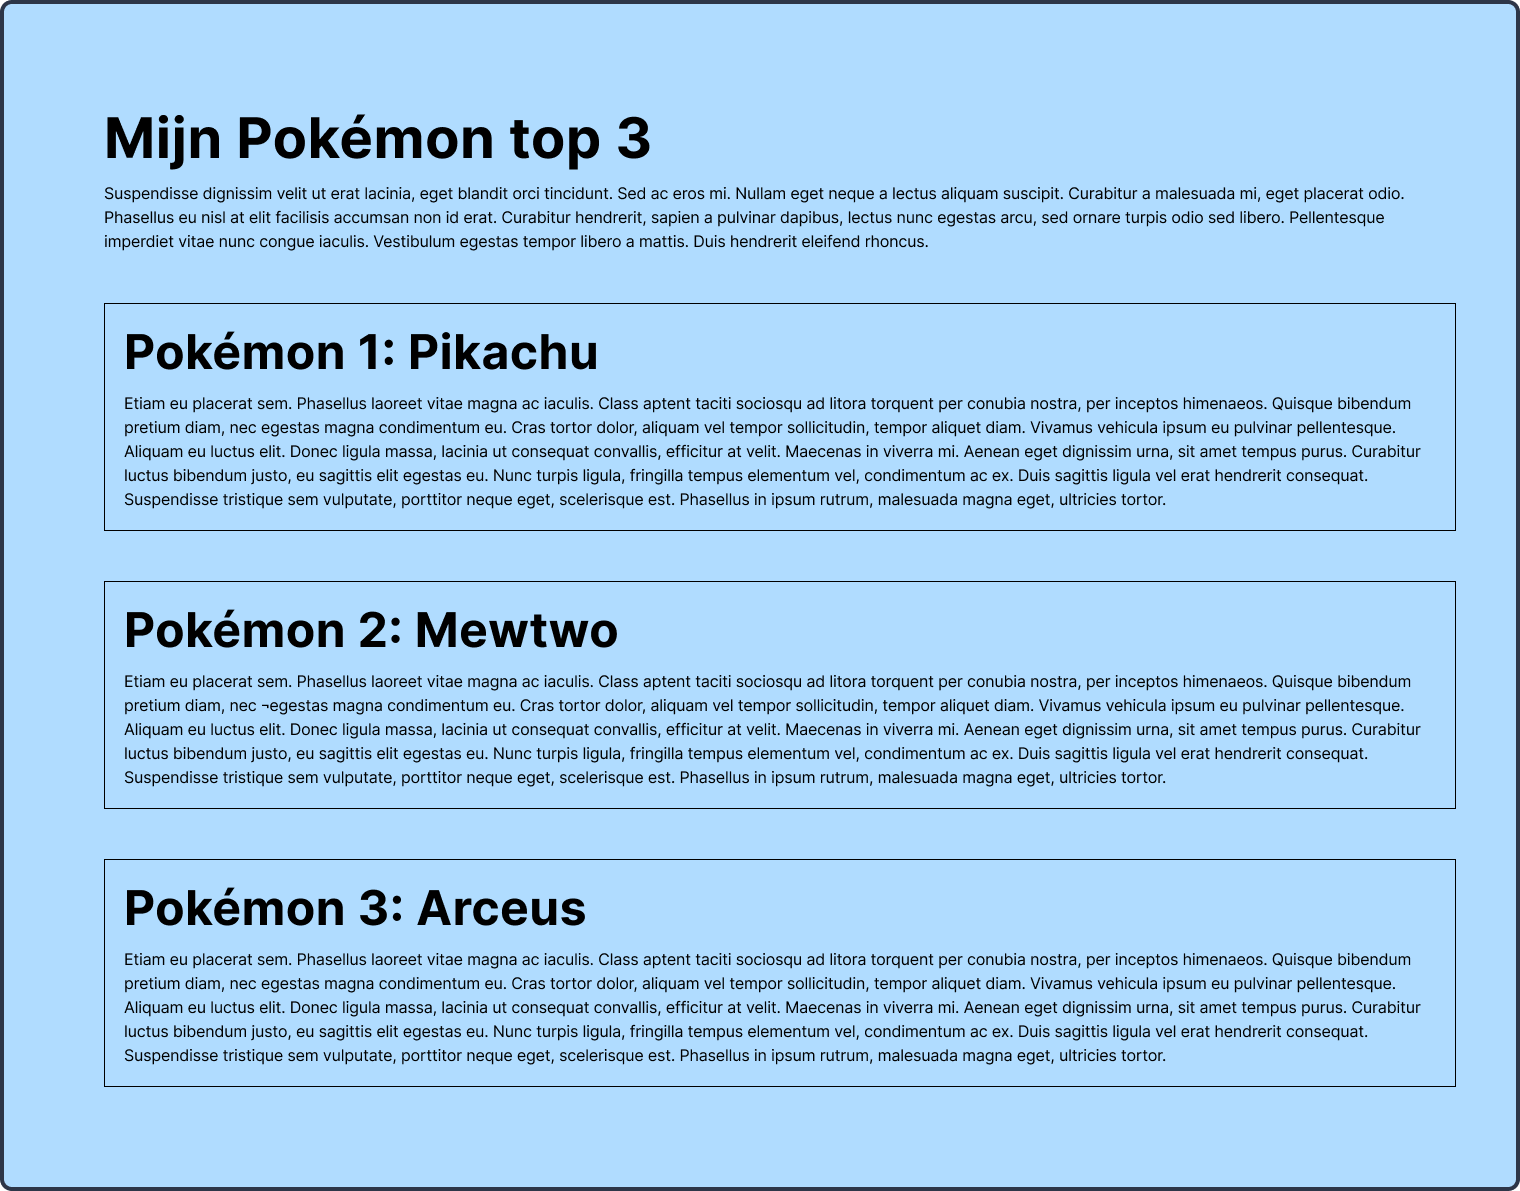 Mijn Pokémon top 3
Suspendisse dignissim velit ut erat lacinia, eget blandit orci tincidunt. Sed ac eros mi. Nullam eget neque a lectus aliquam suscipit. Curabitur a malesuada mi, eget placerat odio.
Phasellus eu nisl at elit facilisis accumsan non id erat. Curabitur hendrerit, sapien a pulvinar dapibus, lectus nunc egestas arcu, sed ornare turpis odio sed libero. Pellentesque
imperdiet vitae nunc congue iaculis. Vestibulum egestas tempor libero a mattis. Duis hendrerit eleifend rhoncus.
Pokémon 1: Pikachu
Etiam eu placerat sem. Phasellus laoreet vitae magna ac iaculis. Class aptent taciti sociosqu ad litora torquent per conubia nostra, per inceptos himenaeos. Quisque bibendum
pretium diam, nec egestas magna condimentum eu. Cras tortor dolor, aliquam vel tempor sollicitudin, tempor aliquet diam. Vivamus vehicula ipsum eu pulvinar pellentesque.
Aliquam eu luctus elit. Donec ligula massa, lacinia ut consequat convallis, efficitur at velit. Maecenas in viverra mi. Aenean eget dignissim urna, sit amet tempus purus. Curabitur
luctus bibendum justo, eu sagittis elit egestas eu. Nunc turpis ligula, fringilla tempus elementum vel, condimentum ac ex. Duis sagittis ligula vel erat hendrerit consequat.
Suspendisse tristique sem vulputate, porttitor neque eget, scelerisque est. Phasellus in ipsum rutrum, malesuada magna eget, ultricies tortor.
Pokémon 2: Mewtwo
Etiam eu placerat sem. Phasellus laoreet vitae magna ac iaculis. Class aptent taciti sociosqu ad litora torquent per conubia nostra, per inceptos himenaeos. Quisque bibendum
pretium diam, nec ¬egestas magna condimentum eu. Cras tortor dolor, aliquam vel tempor sollicitudin, tempor aliquet diam. Vivamus vehicula ipsum eu pulvinar pellentesque.
Aliquam eu luctus elit. Donec ligula massa, lacinia ut consequat convallis, efficitur at velit. Maecenas in viverra mi. Aenean eget dignissim urna, sit amet tempus purus. Curabitur
luctus bibendum justo, eu sagittis elit egestas eu. Nunc turpis ligula, fringilla tempus elementum vel, condimentum ac ex. Duis sagittis ligula vel erat hendrerit consequat.
Suspendisse tristique sem vulputate, porttitor neque eget, scelerisque est. Phasellus in ipsum rutrum, malesuada magna eget, ultricies tortor.
Pokémon 3: Arceus
Etiam eu placerat sem. Phasellus laoreet vitae magna ac iaculis. Class aptent taciti sociosqu ad litora torquent per conubia nostra, per inceptos himenaeos. Quisque bibendum
pretium diam, nec egestas magna condimentum eu. Cras tortor dolor, aliquam vel tempor sollicitudin, tempor aliquet diam. Vivamus vehicula ipsum eu pulvinar pellentesque.
Aliquam eu luctus elit. Donec ligula massa, lacinia ut consequat convallis, efficitur at velit. Maecenas in viverra mi. Aenean eget dignissim urna, sit amet tempus purus. Curabitur
luctus bibendum justo, eu sagittis elit egestas eu. Nunc turpis ligula, fringilla tempus elementum vel, condimentum ac ex. Duis sagittis ligula vel erat hendrerit consequat.
Suspendisse tristique sem vulputate, porttitor neque eget, scelerisque est. Phasellus in ipsum rutrum, malesuada magna eget, ultricies tortor.